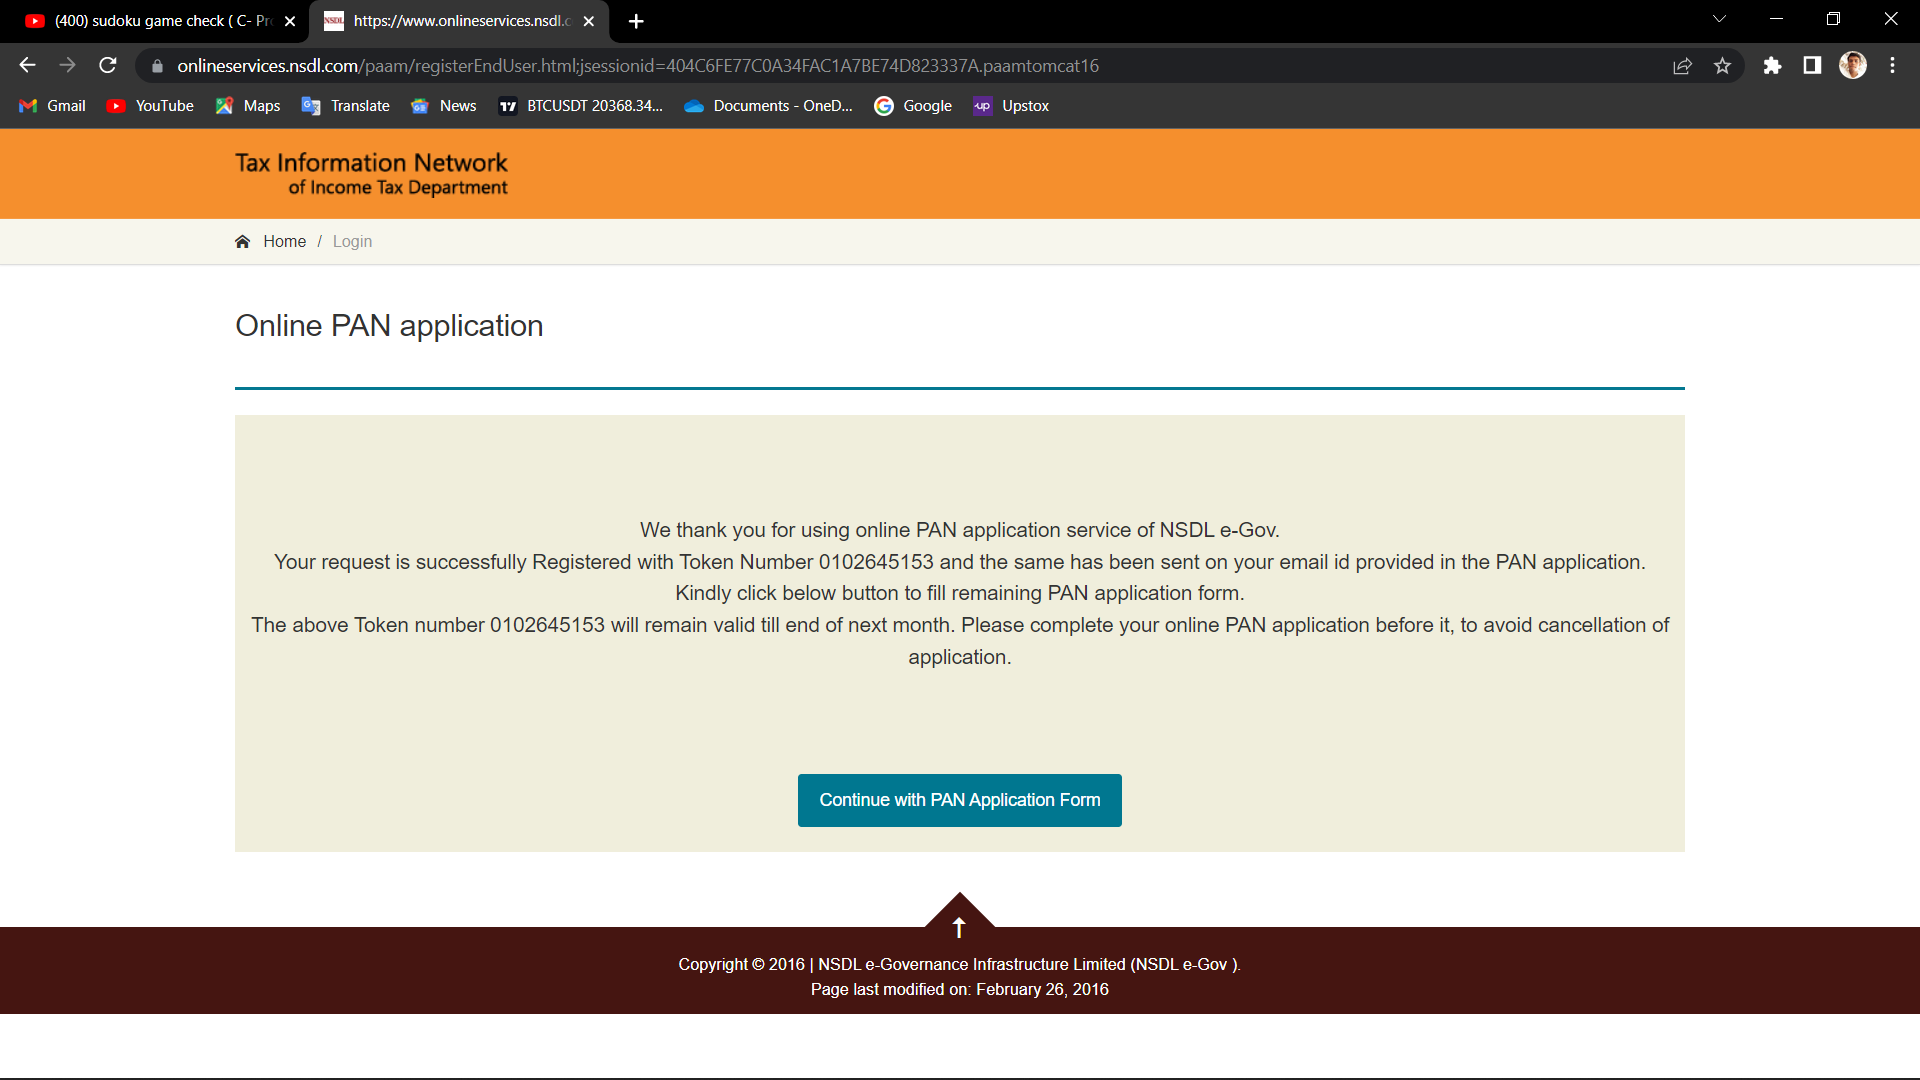 (400) sudoku game check ( C- Pr
https://www.onlineservices.nsdl.c
onlineservices.nsdl.com/paam/registerEndUser.html;jsessionid=404C6FE77C0A34FAC1A7BE74D823337A.paamtomcat16
Gmail YouTube Maps Translate News BTCUSDT 20368.34... Documents - OneD... Google Upstox
Tax Information Network
of Income Tax Department
Home / Login
Online PAN application
We thank you for using online PAN application service of NSDL e-Gov.
Your request is successfully Registered with Token Number 0102645153 and the same has been sent on your email id provided in the PAN application.
Kindly click below button to fill remaining PAN application form.
The above Token number 0102645153 will remain valid till end of next month. Please complete your online PAN application before it, to avoid cancellation of
application.
Continue with PAN Application Form
Copyright © 2016 | NSDL e-Governance Infrastructure Limited (NSDL e-Gov ).
Page last modified on: February 26, 2016